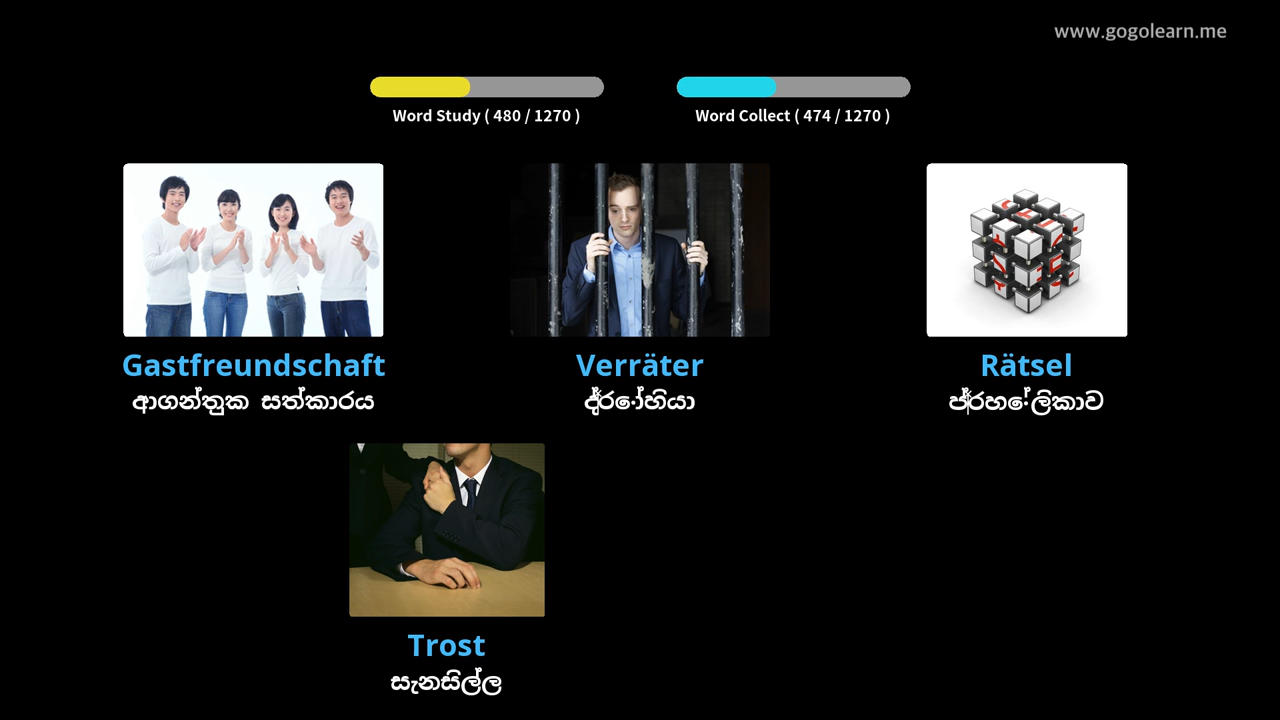 www.gogolearn.me
Word Study ( 480 / 1270 )
Word Collect ( 474 / 1270 )
Gastfreundschaft
ආගන්තුක සත්කාරය
Verräter
ද්‍රෝහියා
Rätsel
ප්‍රහේලිකාව
Trost
සැනසිල්ල